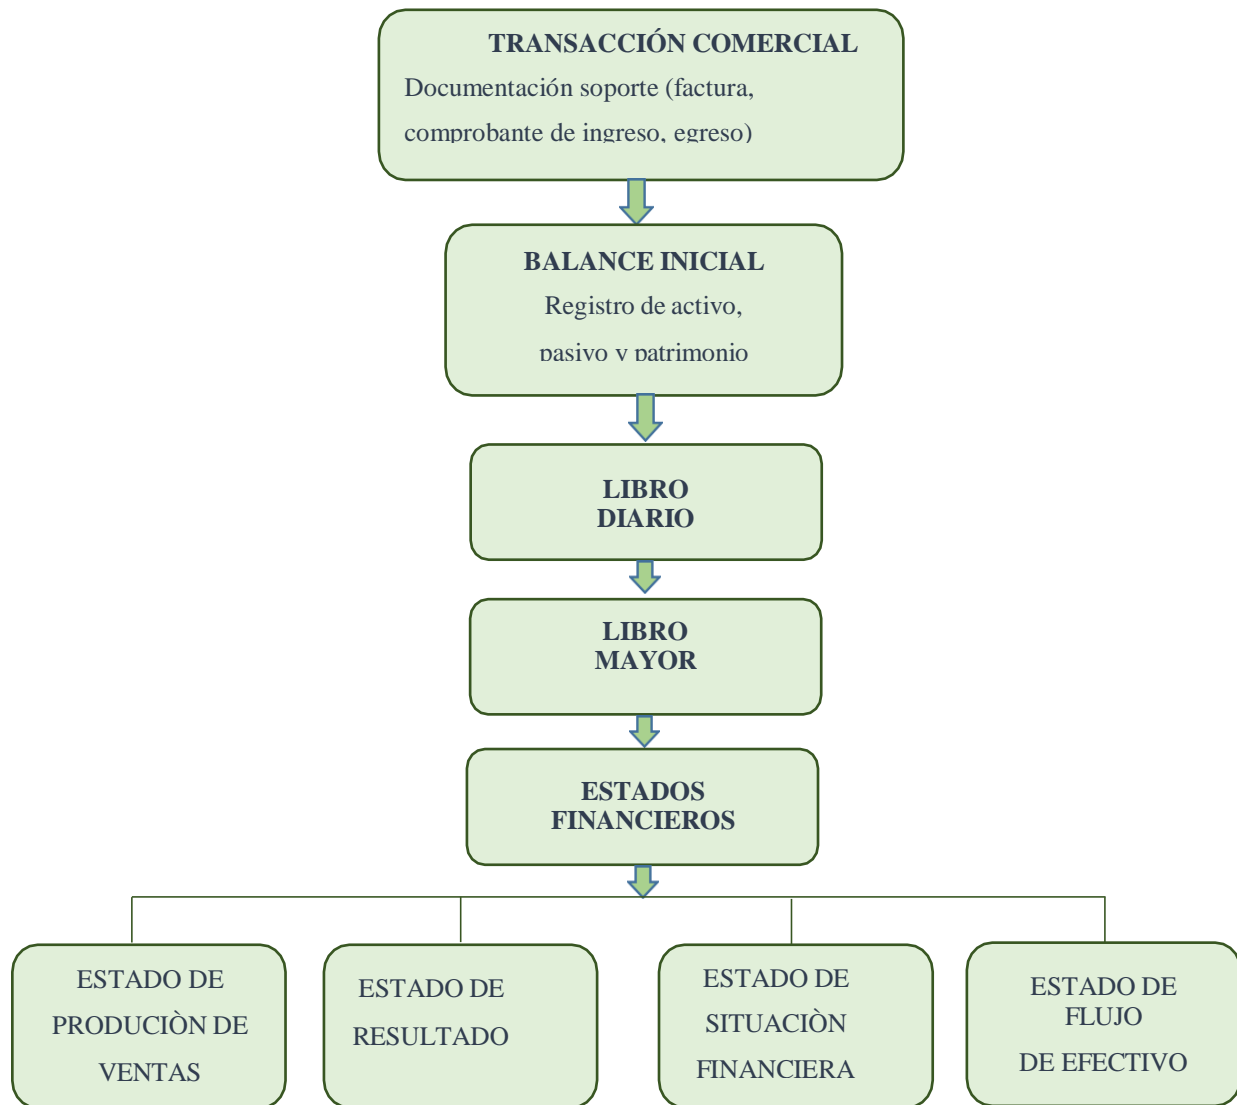 TRANSACCIÓN COMERCIAL
Documentación soporte (factura,
comprobante de ingreso, egreso)
BALANCE INICIAL
Registro de activo,
pasivo y patrimonio
LIBRO
DIARIO
LIBRO
MAYOR
ESTADOS
FINANCIEROS
ESTADO DE
PRODUCIÒN DE
VENTAS
ESTADO DE
RESULTADO
ESTADO DE
SITUACIÒN
FINANCIERA
ESTADO DE
FLUJO
DE EFECTIVO